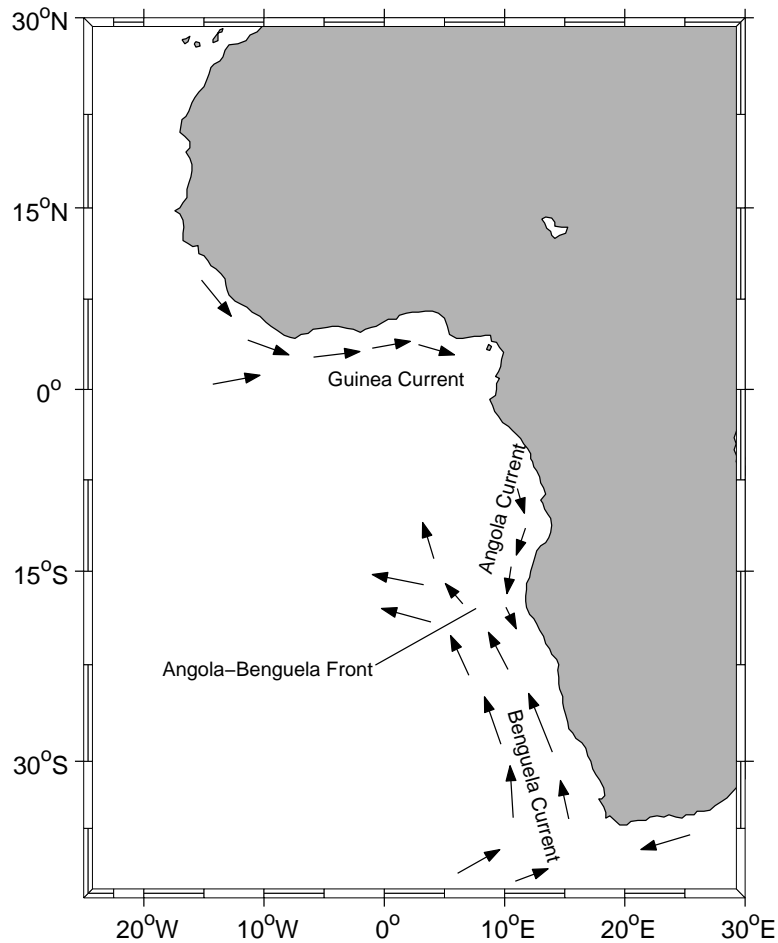 30°N
15°N
0°
15°S
30°S
20°W
10°W
0°
10°E
20°E
30°E
Guinea Current
Angola Current
Angola–Benguela Front
Benguela Current